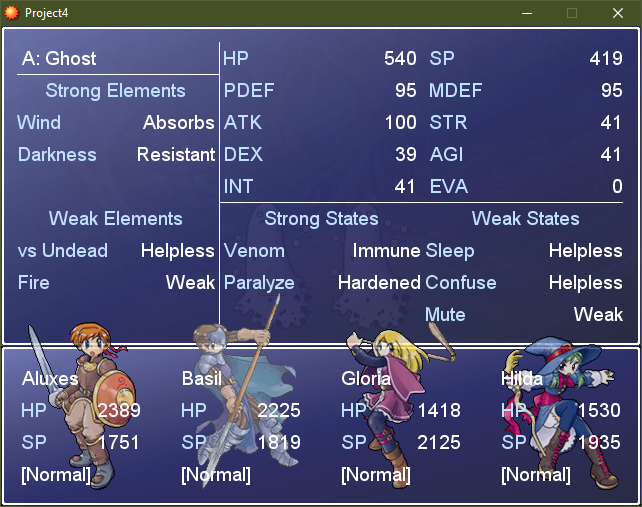 Project4
A: Ghost
HP 540 SP 419
Strong Elements
PDEF 95 MDEF 95
Wind Absorbs
ATK 100 STR 41
Darkness Resistant
DEX 39 AGI 41
INT 41 EVA 0
Weak Elements
Strong States
Weak States
vs Undead Helpless
Venom Immune
Sleep Helpless
Fire Weak
Paralyze Hardened
Confuse Helpless
Mute Weak
Aluxes Basil Gloria Hilda
HP 2389 HP 2225 HP 1418 HP 1530
SP 1751 SP 1819 SP 2125 SP 1935
[Normal] [Normal] [Normal] [Normal]